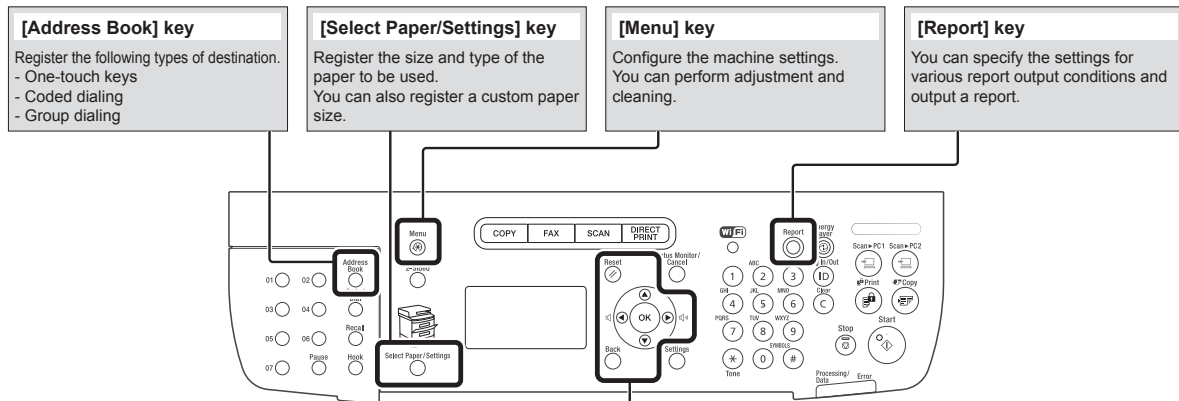 [Address Book] key
Register the following types of destination.
- One-touch keys
- Coded dialing
- Group dialing
[Select Paper/Settings] key
Register the size and type of the
paper to be used.
You can also register a custom paper
size.
[Menu] key
Configure the machine settings.
You can perform adjustment and
cleaning.
[Report] key
You can specify the settings for
various report output conditions and
output a report.
Menu
COPY
FAX
SCAN
DIRECT
PRINT
Wi Fi
Report
Scan▸PC1
Scan▸PC2
Address
Book
Reset
Cancel
01
02
1
ABC
2
3
ID
GHI
4
JKL
5
MNO
6
Clear
C
Print
Copy
03
04
OK
PQRS
7
TUV
8
WXYZ
9
Stop
Start
05
06
Recall
Select Paper/Settings
Back
Settings
SYMBOLS
*
0
#
Tone
07
Pause
Hook
Processing/
Data
Error